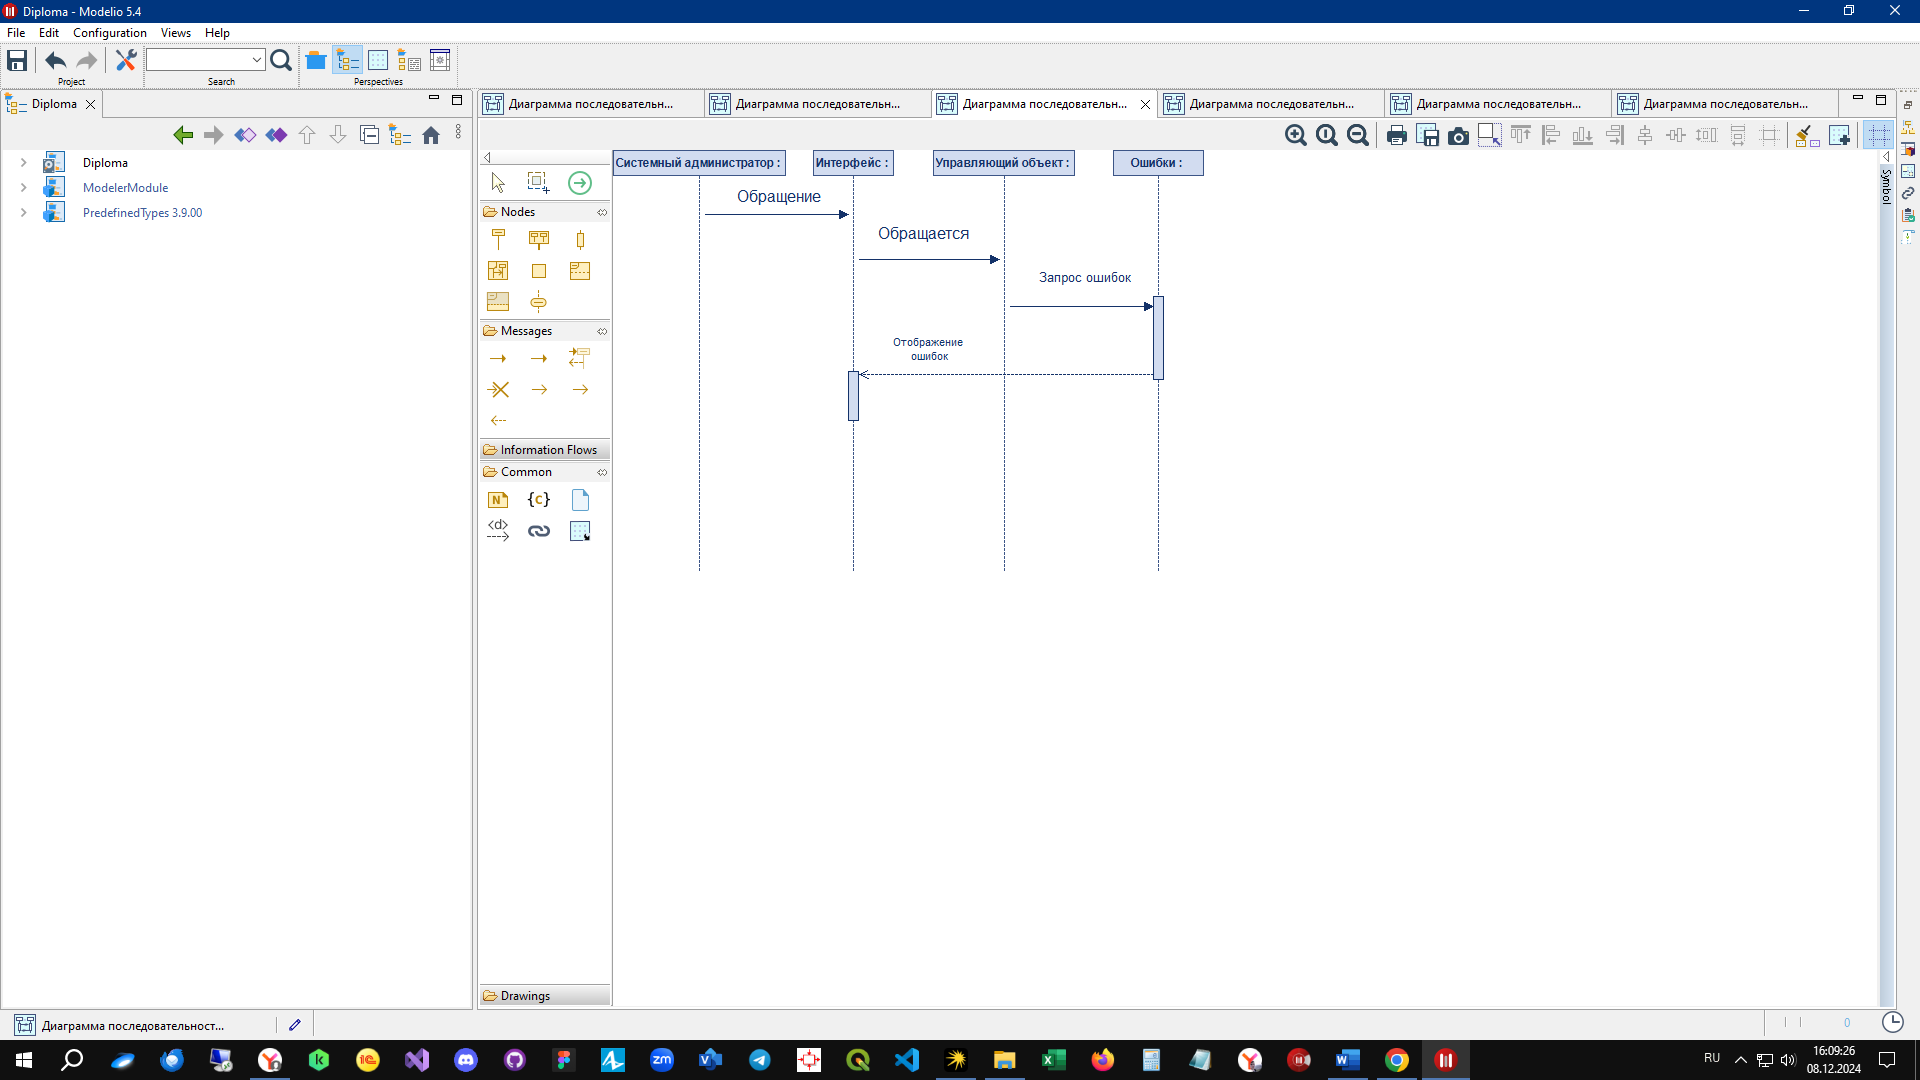 Diploma - Modelio 5.4
File Edit Configuration Views Help
Project Search Perspectives
Diploma
Диаграмма последовательн... Диаграмма последовательн... Диаграмма последовательн... Диаграмма последовательн... Диаграмма последовательн... Диаграмма последовательн...
Diploma
ModelerModule
PredefinedTypes 3.9.00
Nodes
Messages
Information Flows
Common
N {c}
<d>
Drawings
Системный администратор : Интерфейс : Управляющий объект : Ошибки :
Обращение
Обращается
Запрос ошибок
Отображение
ошибок
Symbol
Диаграмма последовательност...
0
zm
RU
16:09:26
08.12.2024